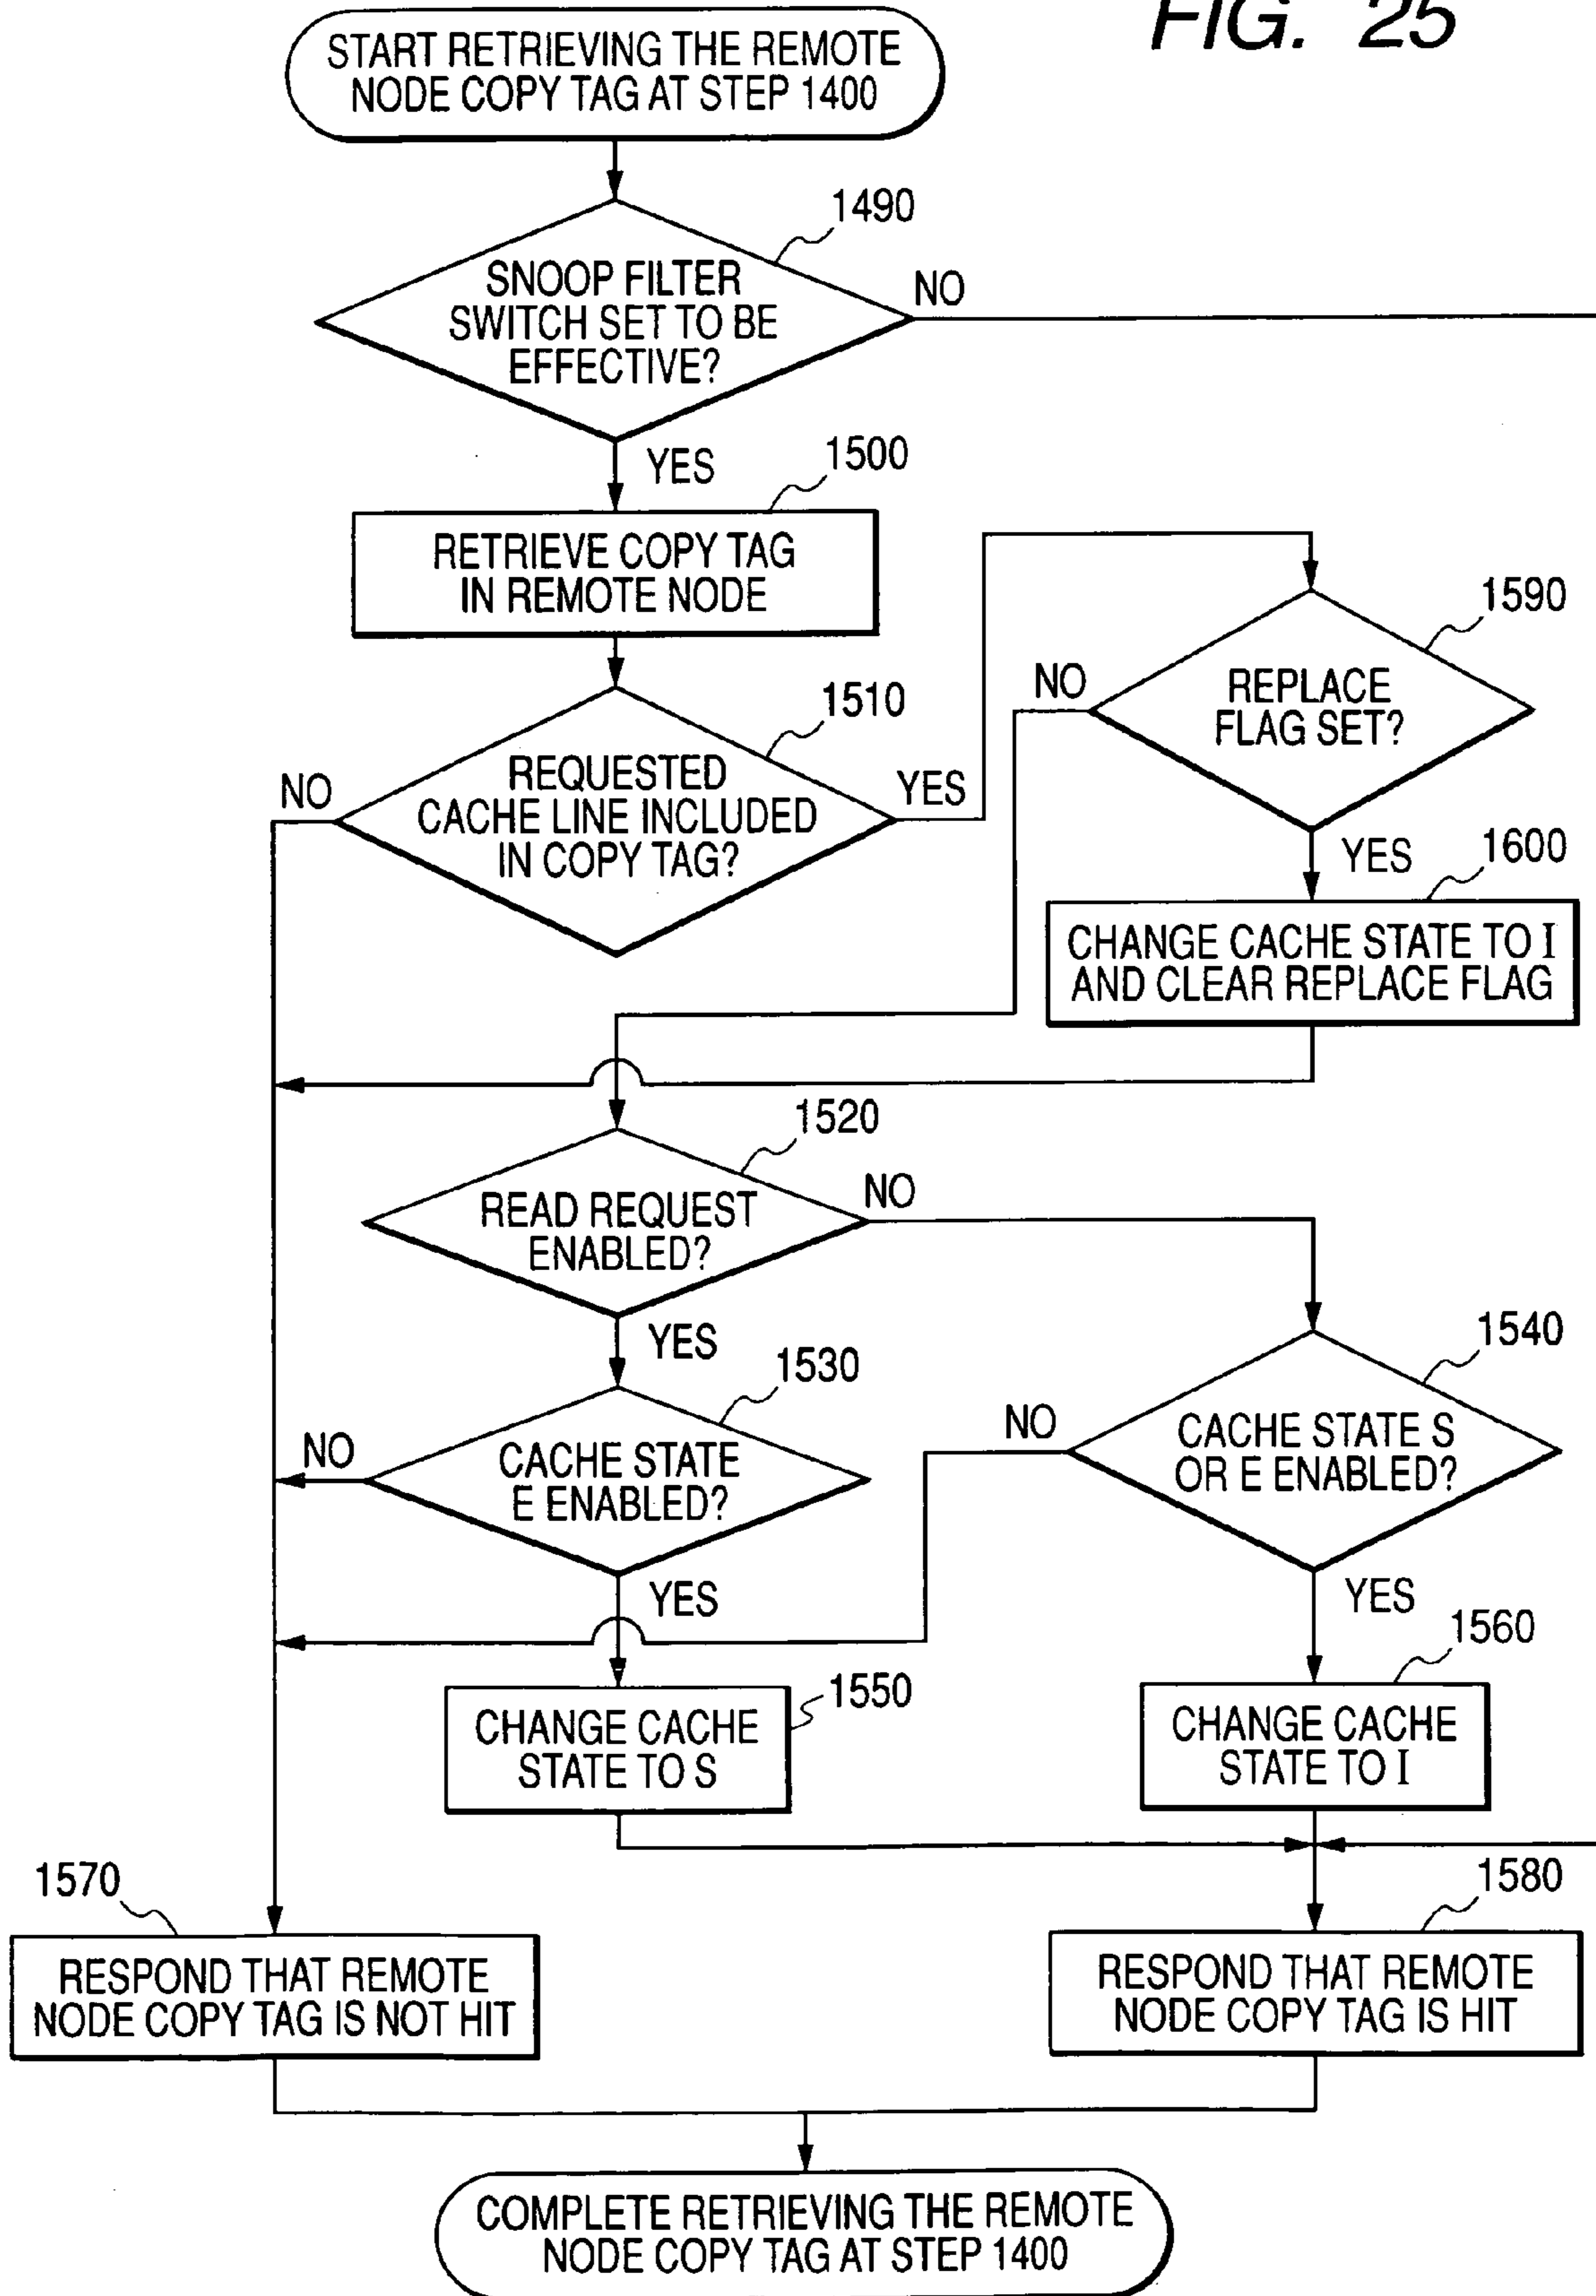 FIG. 25
START RETRIEVING THE REMOTE
NODE COPY TAG AT STEP 1400
1490
SNOOP FILTER
SWITCH SET TO BE
EFFECTIVE?
NO
YES
1500
RETRIEVE COPY TAG
IN REMOTE NODE
1510
REQUESTED
CACHE LINE INCLUDED
IN COPY TAG?
NO
YES
1590
REPLACE
FLAG SET?
NO
YES
1600
CHANGE CACHE STATE TO I
AND CLEAR REPLACE FLAG
1520
READ REQUEST
ENABLED?
NO
YES
1530
CACHE STATE
E ENABLED?
NO
YES
1540
CACHE STATE S
OR E ENABLED?
NO
YES
1550
CHANGE CACHE
STATE TO S
1560
CHANGE CACHE
STATE TO I
1570
RESPOND THAT REMOTE
NODE COPY TAG IS NOT HIT
1580
RESPOND THAT REMOTE
NODE COPY TAG IS HIT
COMPLETE RETRIEVING THE REMOTE
NODE COPY TAG AT STEP 1400